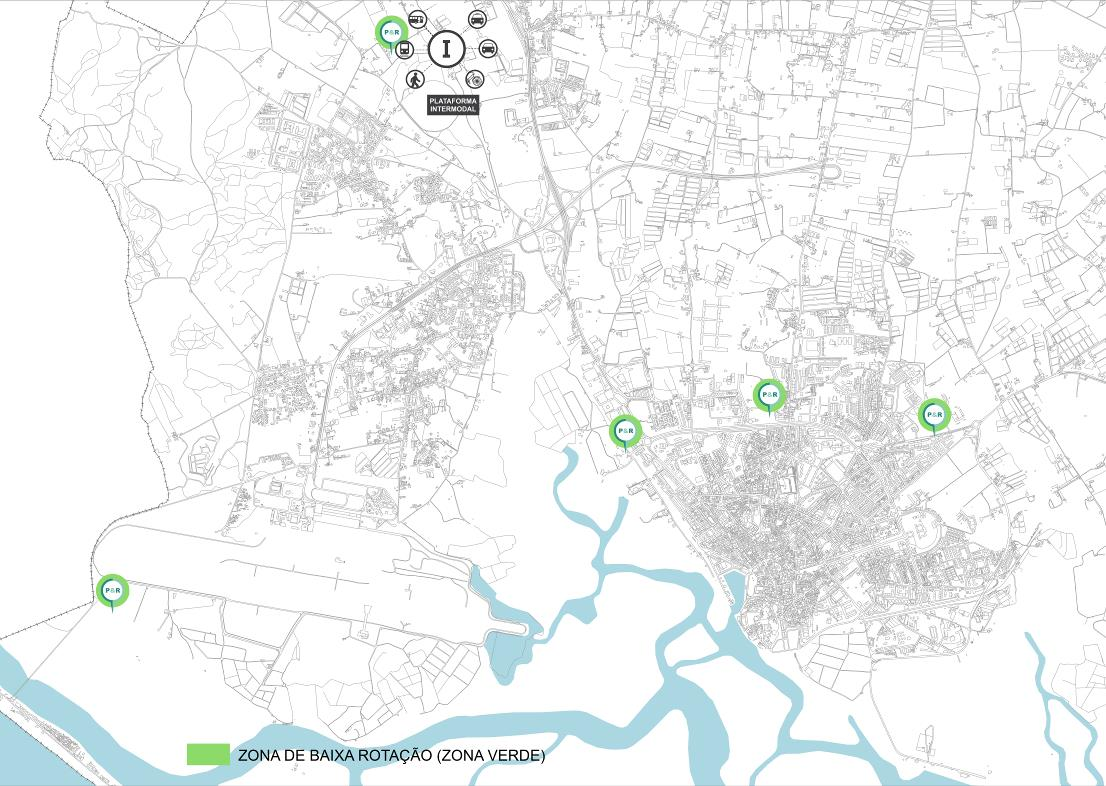 P&R
I
PLATAFORMA
INTERMODAL
P&R
P&R
P&R
P&R
ZONA DE BAIXA ROTAÇÃO (ZONA VERDE)